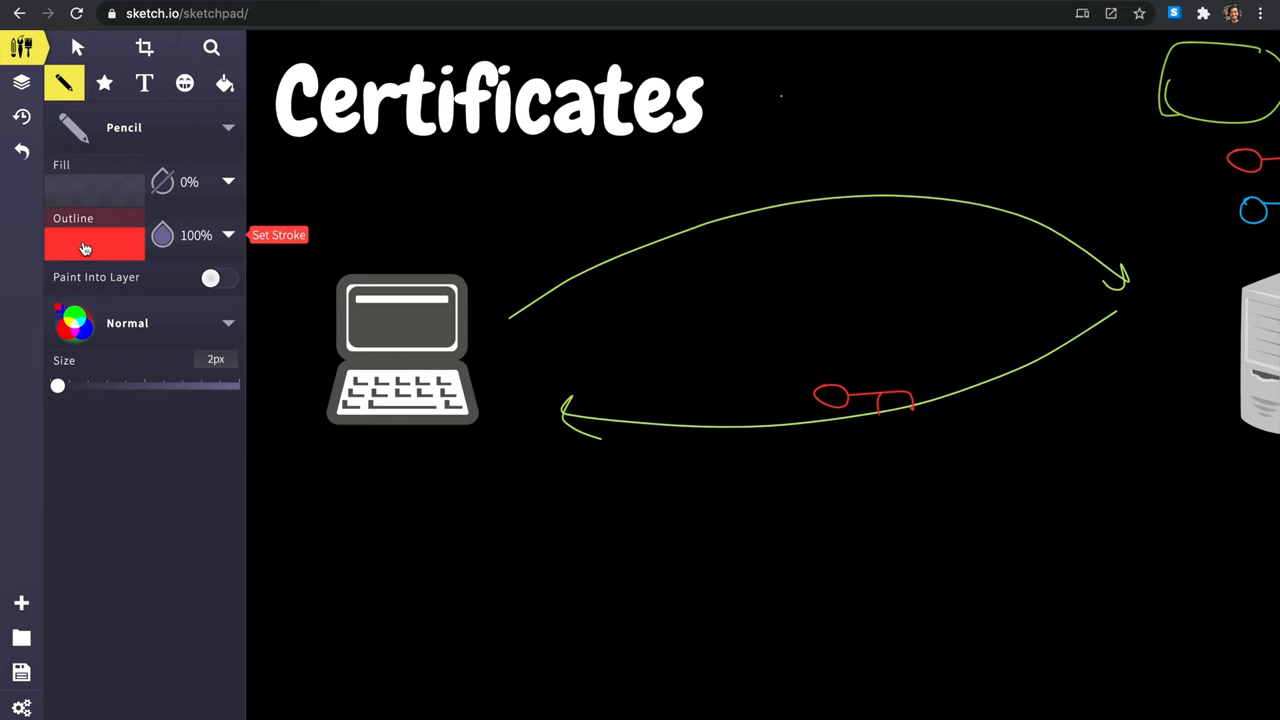 sketch.io/sketchpad/
S
Certificates
T
Pencil
Fill
0%
Outline
100%
Set Stroke
Paint Into Layer
Normal
Size
2px